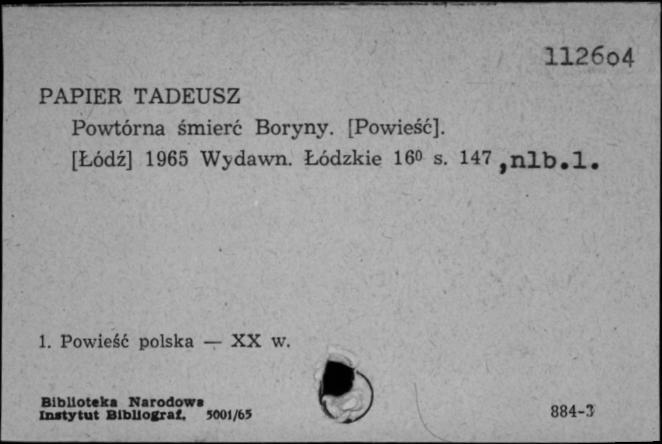 112604
PAPIER TADEUSZ
Powtórna śmierć Boryny. [Powieść].
[Łódź] 1965 Wydawn. Łódzkie 16⁰ s. 147 ,nlb.1.
1. Powieść polska — XX w.
Biblioteka Narodowa
Instytut Bibliograf. 5001/65
884-3